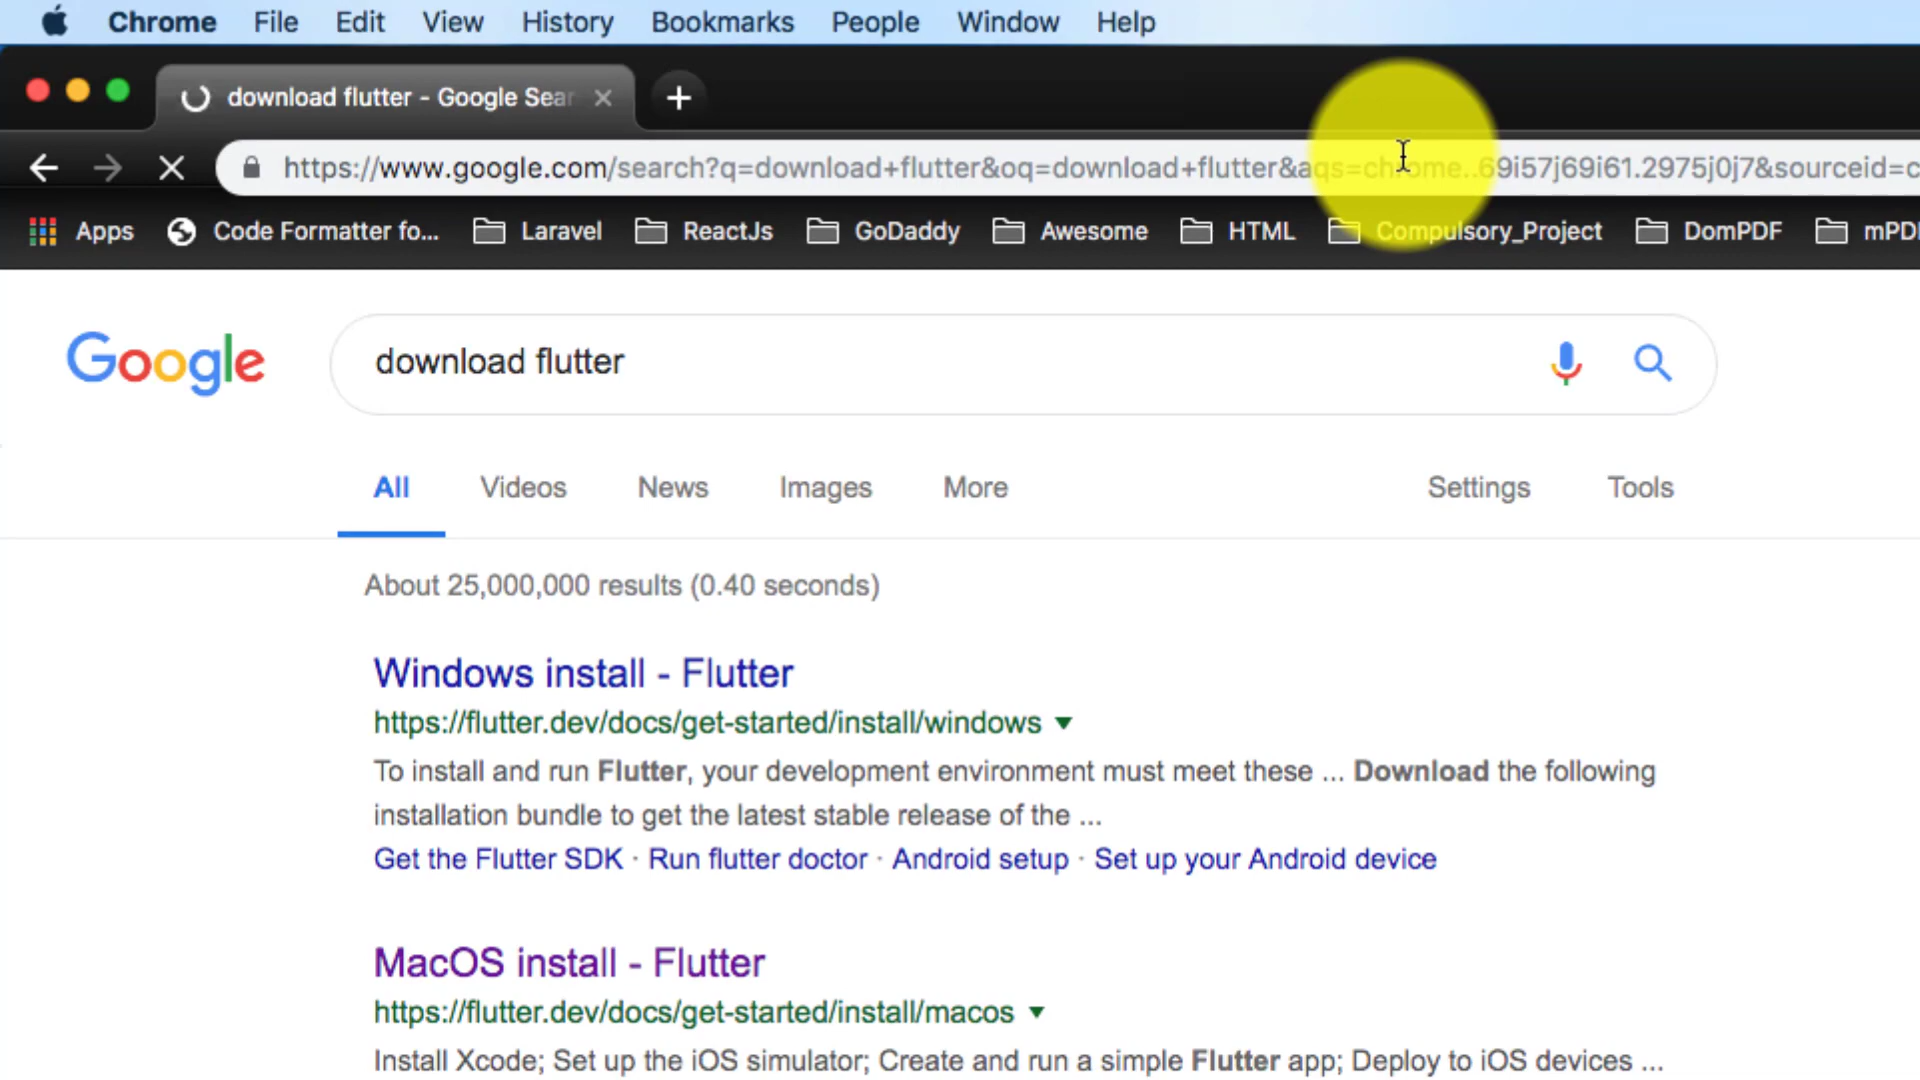 Chrome File Edit View History Bookmarks People Window Help
download flutter - Google Sear
https://www.google.com/search?q=download+flutter&oq=download+flutter&aqs=chrome..69i57j69i61.2975j0j7&sourceid=c
Apps Code Formatter fo... Laravel ReactJs GoDaddy Awesome HTML Compulsory_Project DomPDF mPDF
Google download flutter
All Videos News Images More Settings Tools
About 25,000,000 results (0.40 seconds)
Windows install - Flutter
https://flutter.dev/docs/get-started/install/windows
To install and run Flutter, your development environment must meet these ... Download the following
installation bundle to get the latest stable release of the ...
Get the Flutter SDK · Run flutter doctor · Android setup · Set up your Android device
MacOS install - Flutter
https://flutter.dev/docs/get-started/install/macos
Install Xcode; Set up the iOS simulator; Create and run a simple Flutter app; Deploy to iOS devices ...